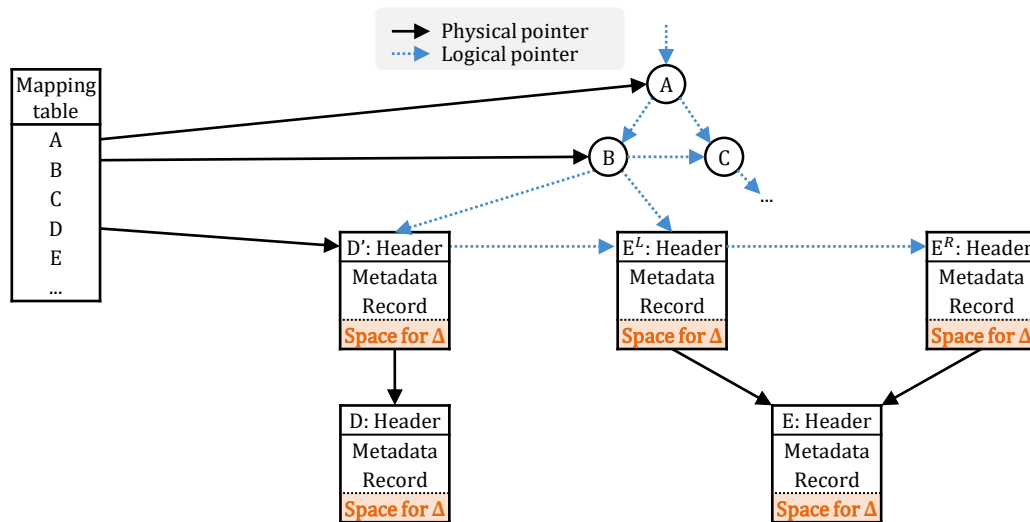 Physical pointer
Logical pointer
Mapping
table
A
B
C
D
E
...
A
B
C
...
D’: Header
Metadata
Record
Space for Δ
E^L: Header
Metadata
Record
Space for Δ
E^R: Header
Metadata
Record
Space for Δ
D: Header
Metadata
Record
Space for Δ
E: Header
Metadata
Record
Space for Δ